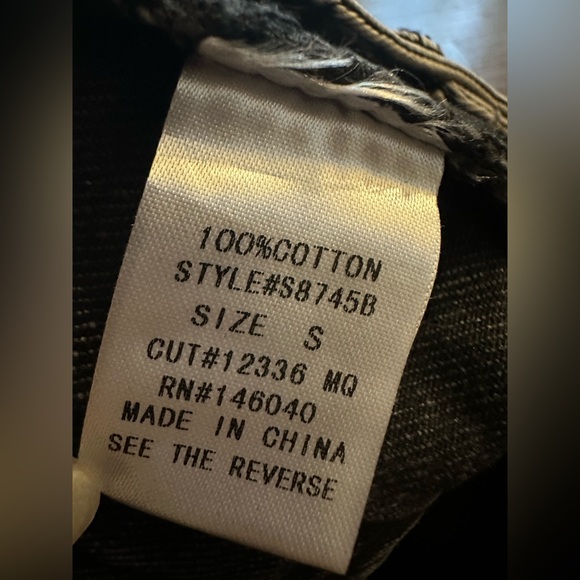 100%COTTON
STYLE#S8745B
SIZE S
CUT#12336 MQ
RN#146040
MADE IN CHINA
SEE THE REVERSE